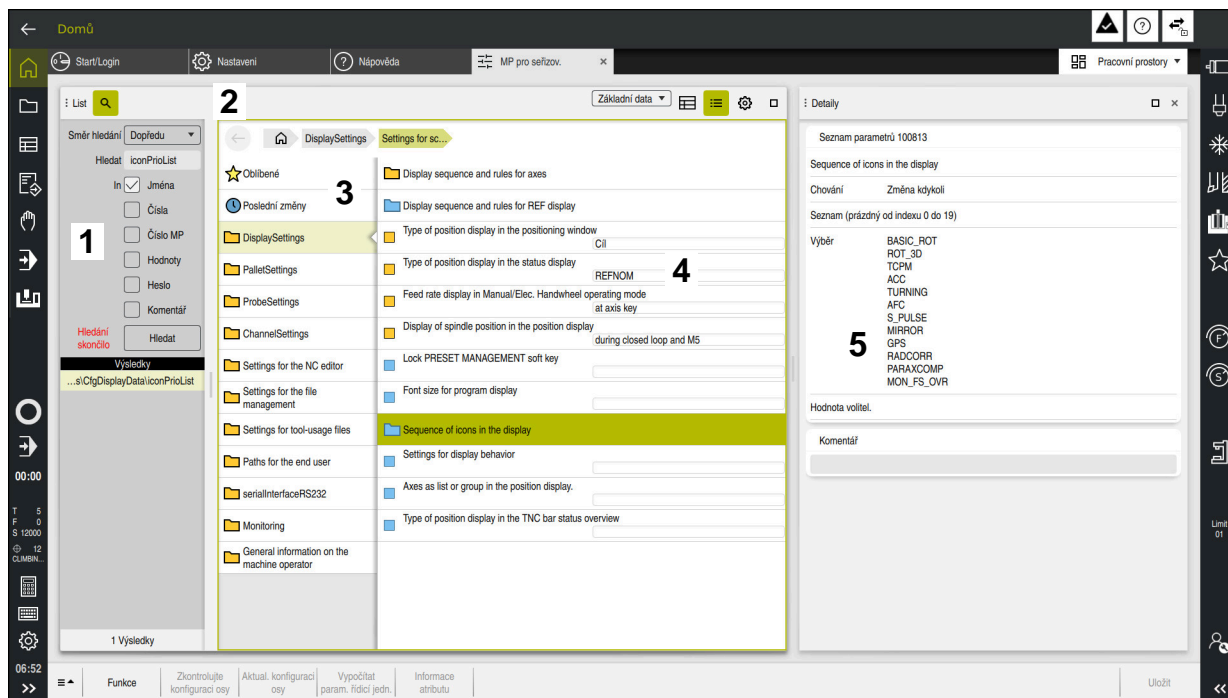 Domů
Start/Login
Nastaveni
Nápověda
MP pro seřizov.
Pracovní prostory
List
Směr hledání Dopředu
Hledat iconPrioList
In Jména
Čísla
Číslo MP
Hodnoty
Heslo
Komentář
Hledání
skončilo
Hledat
Výsledky
...s\CfgDisplayData\iconPrioList
1 Výsledky
1
2
Základní data
DisplaySettings
Settings for sc...
3
Oblíbené
Poslední změny
DisplaySettings
PalletSettings
ProbeSettings
ChannelSettings
Settings for the NC editor
Settings for the file
management
Settings for tool-usage files
Paths for the end user
serialInterfaceRS232
Monitoring
General information on the
machine operator
Display sequence and rules for axes
Display sequence and rules for REF display
Type of position display in the positioning window
Cíl
Type of position display in the status display
REFNOM
4
Feed rate display in Manual/Elec. Handwheel operating mode
at axis key
Display of spindle position in the position display
during closed loop and M5
Lock PRESET MANAGEMENT soft key
Font size for program display
Sequence of icons in the display
Settings for display behavior
Axes as list or group in the position display.
Type of position display in the TNC bar status overview
Detaily
Seznam parametrů 100813
Sequence of icons in the display
Chování Změna kdykoli
Seznam (prázdný od indexu 0 do 19)
Výběr BASIC_ROT
ROT_3D
TCPM
ACC
TURNING
AFC
S_PULSE
MIRROR
GPS
RADCORR
PARAXCOMP
MON_FS_OVR
5
Hodnota volitel.
Komentář
00:00
T 5
F 0
S 12000
12
CLIMBIN...
06:52
F
S
Limit
01
Funkce
Zkontrolujte
konfiguraci osy
Aktual. konfiguraci
osy
Vypočítat
param. řídicí jedn.
Informace
atributu
Uložit